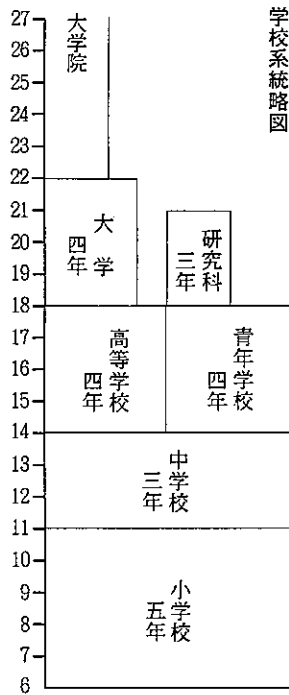 学校系統略図
27
26
25
24
23
22
21
20
19
18
17
16
15
14
13
12
11
10
9
8
7
6
大学院
大学
四年
研究科
三年
高等学校
四年
青年学校
四年
中学校
三年
小学校
五年